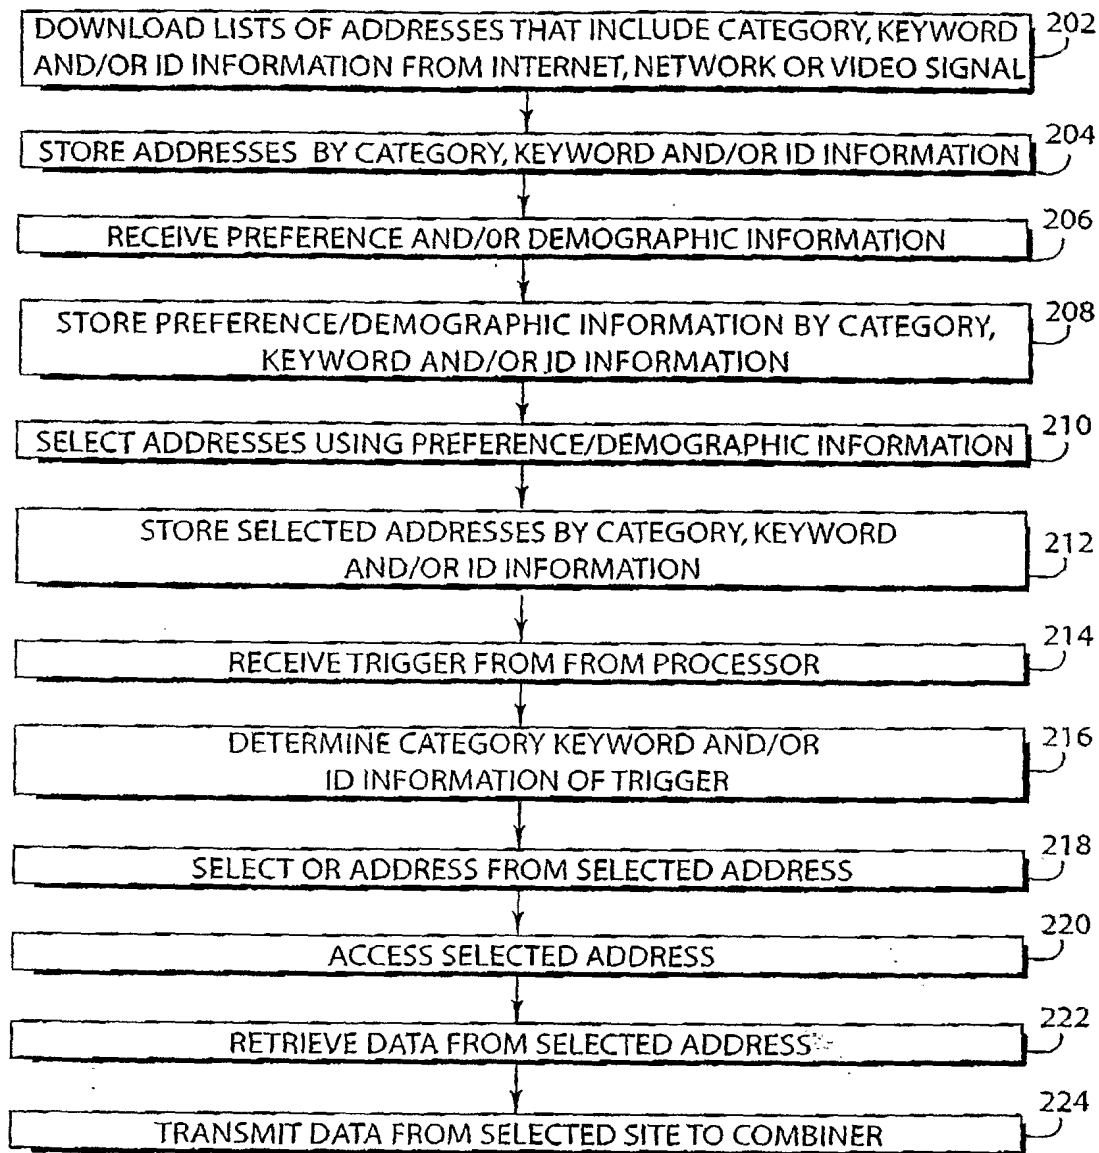 DOWNLOAD LISTS OF ADDRESSES THAT INCLUDE CATEGORY, KEYWORD
AND/OR ID INFORMATION FROM INTERNET, NETWORK OR VIDEO SIGNAL
202
STORE ADDRESSES BY CATEGORY, KEYWORD AND/OR ID INFORMATION
204
RECEIVE PREFERENCE AND/OR DEMOGRAPHIC INFORMATION
206
STORE PREFERENCE/DEMOGRAPHIC INFORMATION BY CATEGORY,
KEYWORD AND/OR ID INFORMATION
208
SELECT ADDRESSES USING PREFERENCE/DEMOGRAPHIC INFORMATION
210
STORE SELECTED ADDRESSES BY CATEGORY, KEYWORD
AND/OR ID INFORMATION
212
RECEIVE TRIGGER FROM FROM PROCESSOR
214
DETERMINE CATEGORY KEYWORD AND/OR
ID INFORMATION OF TRIGGER
216
SELECT OR ADDRESS FROM SELECTED ADDRESS
218
ACCESS SELECTED ADDRESS
220
RETRIEVE DATA FROM SELECTED ADDRESS
222
TRANSMIT DATA FROM SELECTED SITE TO COMBINER
224